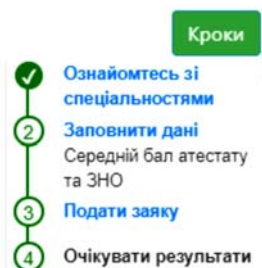 Кроки
Ознайомтесь зі
спеціальностями
2 Заповнити дані
Середній бал атестату
та ЗНО
3 Подати заяку
4 Очікувати результати